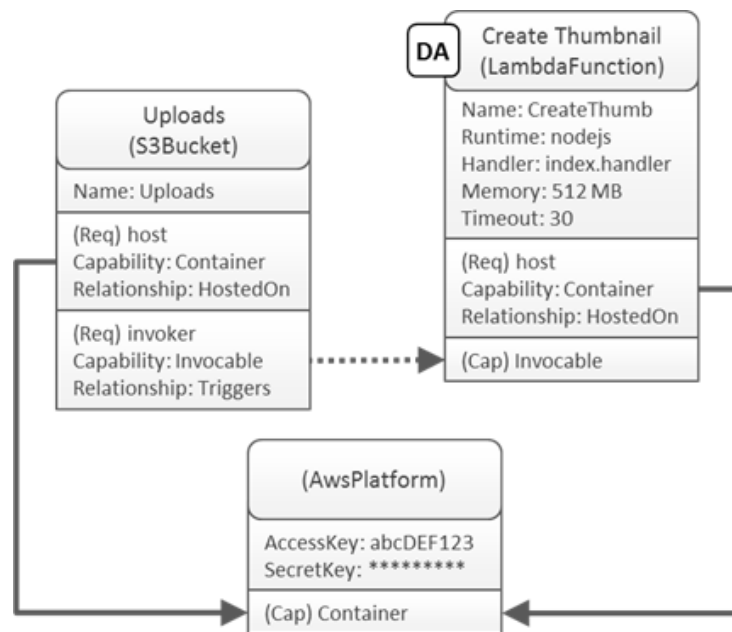 DA
Create Thumbnail
(LambdaFunction)
Name: CreateThumb
Runtime: nodejs
Handler: index.handler
Memory: 512 MB
Timeout: 30
(Req) host
Capability: Container
Relationship: HostedOn
(Cap) Invocable
Uploads
(S3Bucket)
Name: Uploads
(Req) host
Capability: Container
Relationship: HostedOn
(Req) invoker
Capability: Invocable
Relationship: Triggers
(AwsPlatform)
AccessKey: abcDEF123
SecretKey: *********
(Cap) Container